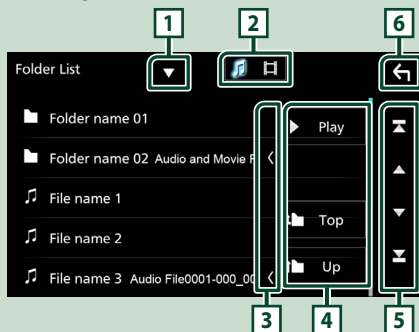 1 2 6
Folder List
Folder name 01 Play
Folder name 02 Audio and Movie F
File name 1
File name 2 Top
File name 3 Audio File0001-000_00 Up
3 4 5